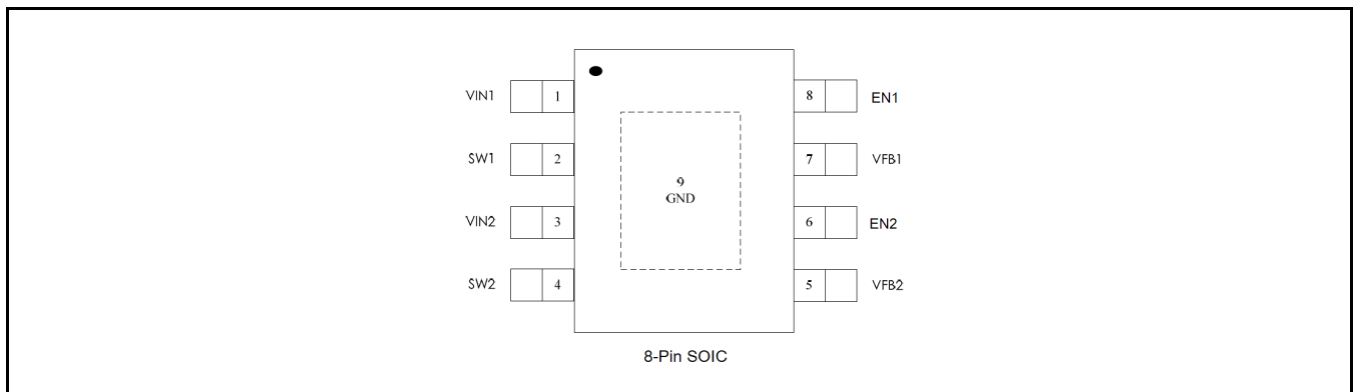 VIN1 1 8 EN1
SW1 2 7 VFB1
9
GND
VIN2 3 6 EN2
SW2 4 5 VFB2
8-Pin SOIC